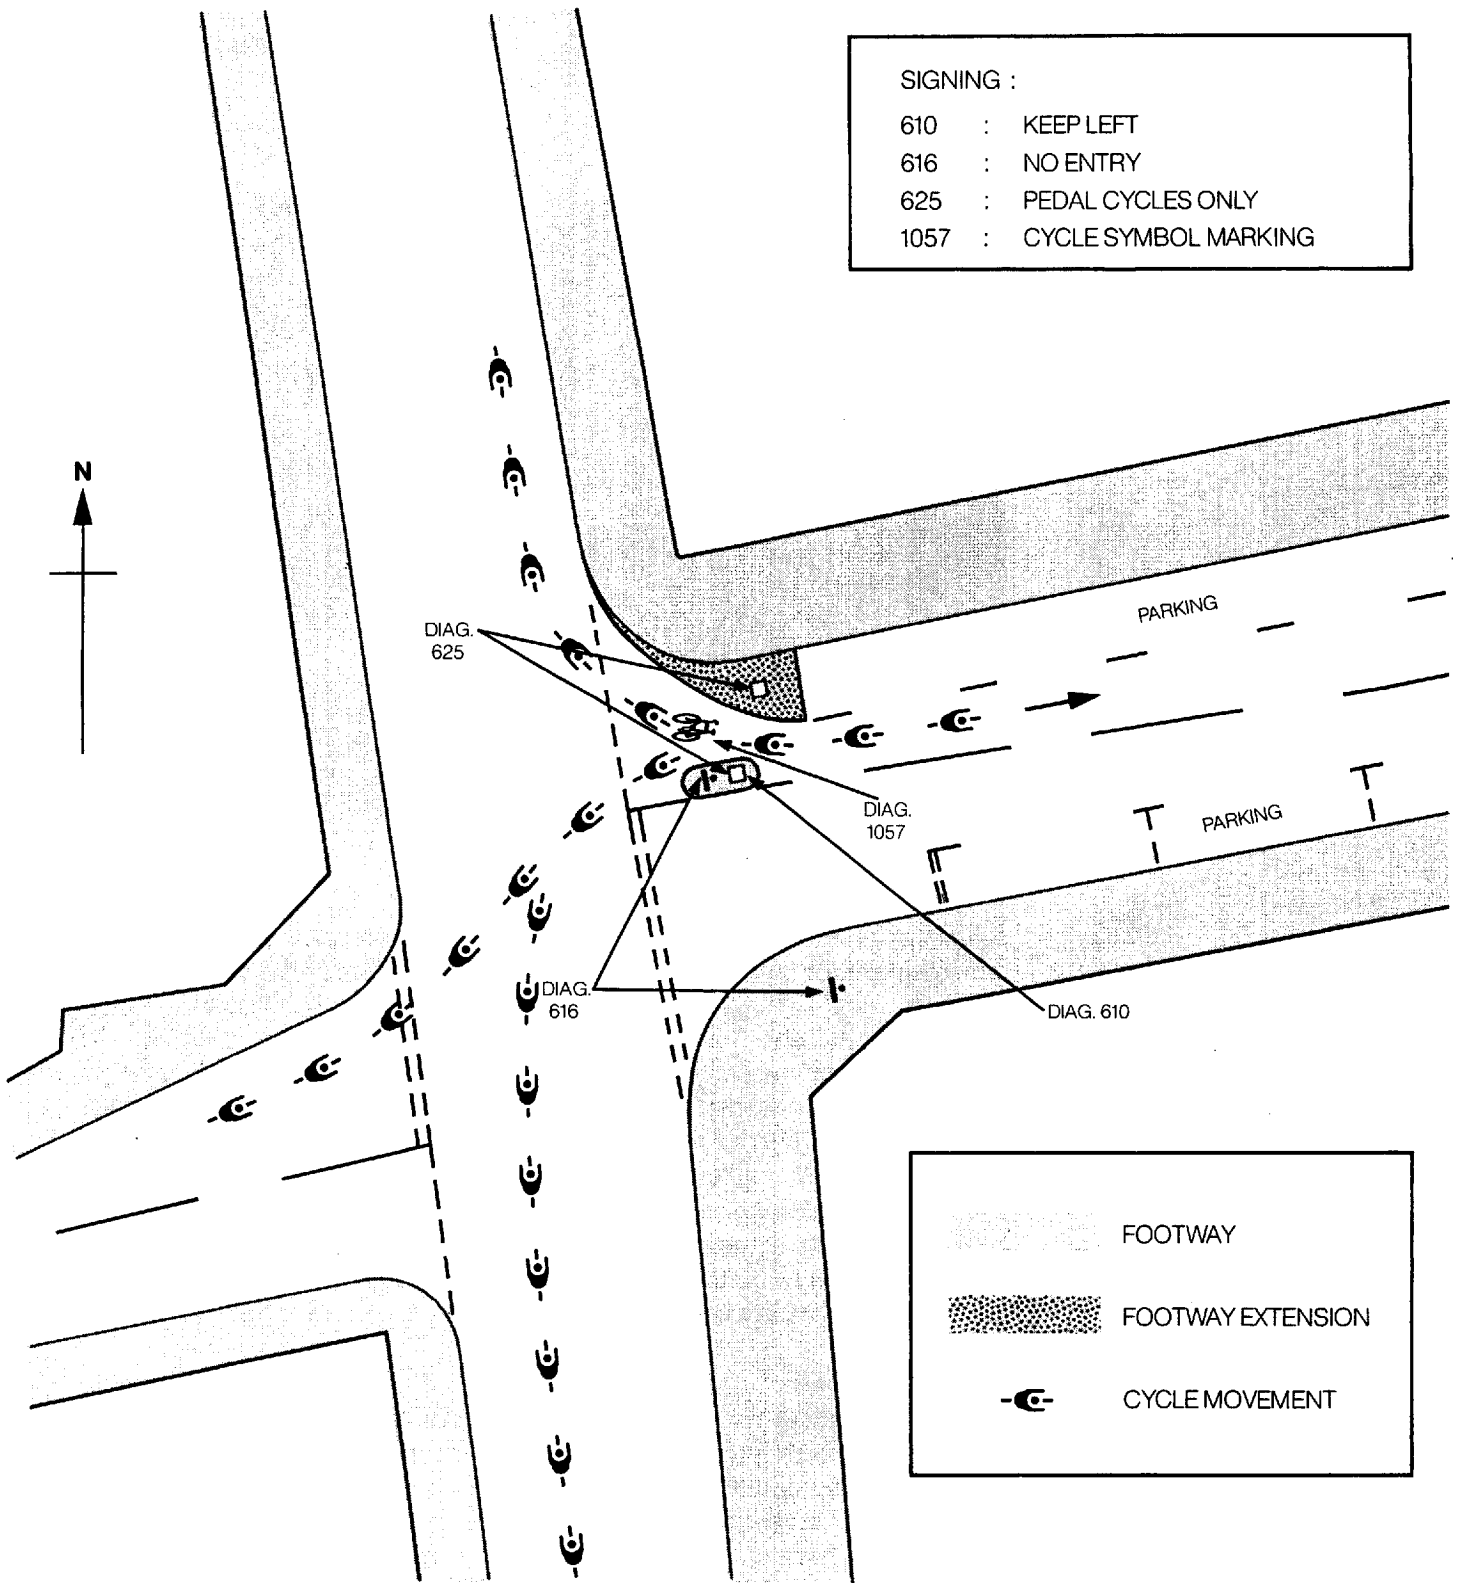 SIGNING :
610 : KEEP LEFT
616 : NO ENTRY
625 : PEDAL CYCLES ONLY
1057 : CYCLE SYMBOL MARKING
N
PARKING
DIAG.
625
DIAG.
1057
PARKING
DIAG.
616
DIAG. 610
FOOTWAY
FOOTWAY EXTENSION
CYCLE MOVEMENT